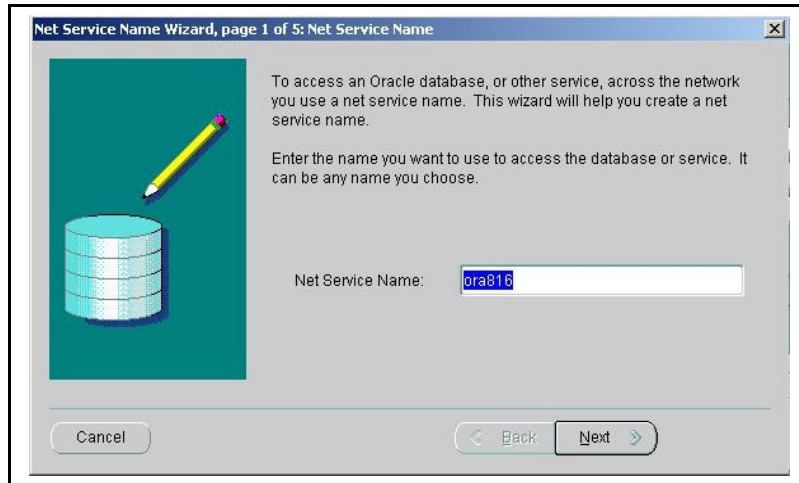 Net Service Name Wizard, page 1 of 5: Net Service Name
To access an Oracle database, or other service, across the network
you use a net service name. This wizard will help you create a net
service name.
Enter the name you want to use to access the database or service. It
can be any name you choose.
Net Service Name: ora816
Cancel Back Next